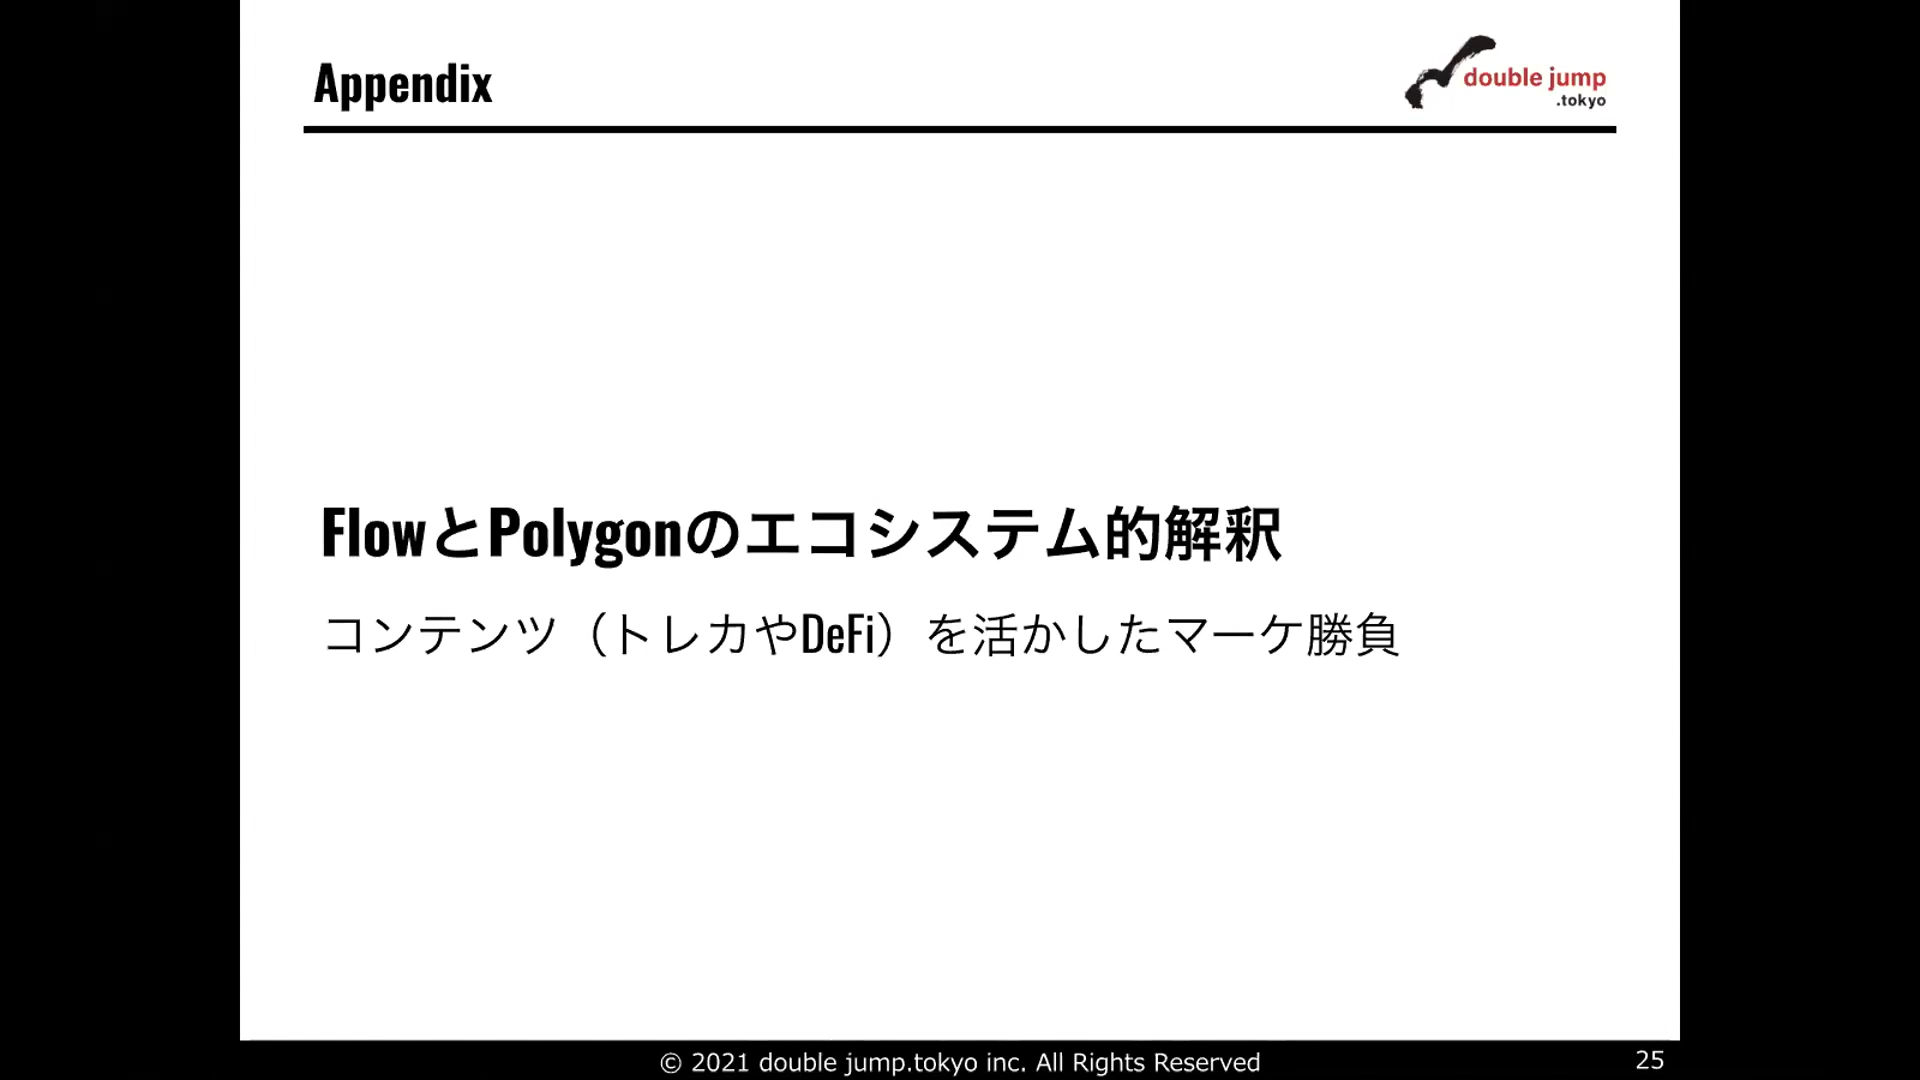 Appendix
double jump
.tokyo
FlowとPolygonのエコシステム的解釈
コンテンツ（トレカやDeFi）を活かしたマーケ勝負
© 2021 double jump.tokyo inc. All Rights Reserved
25